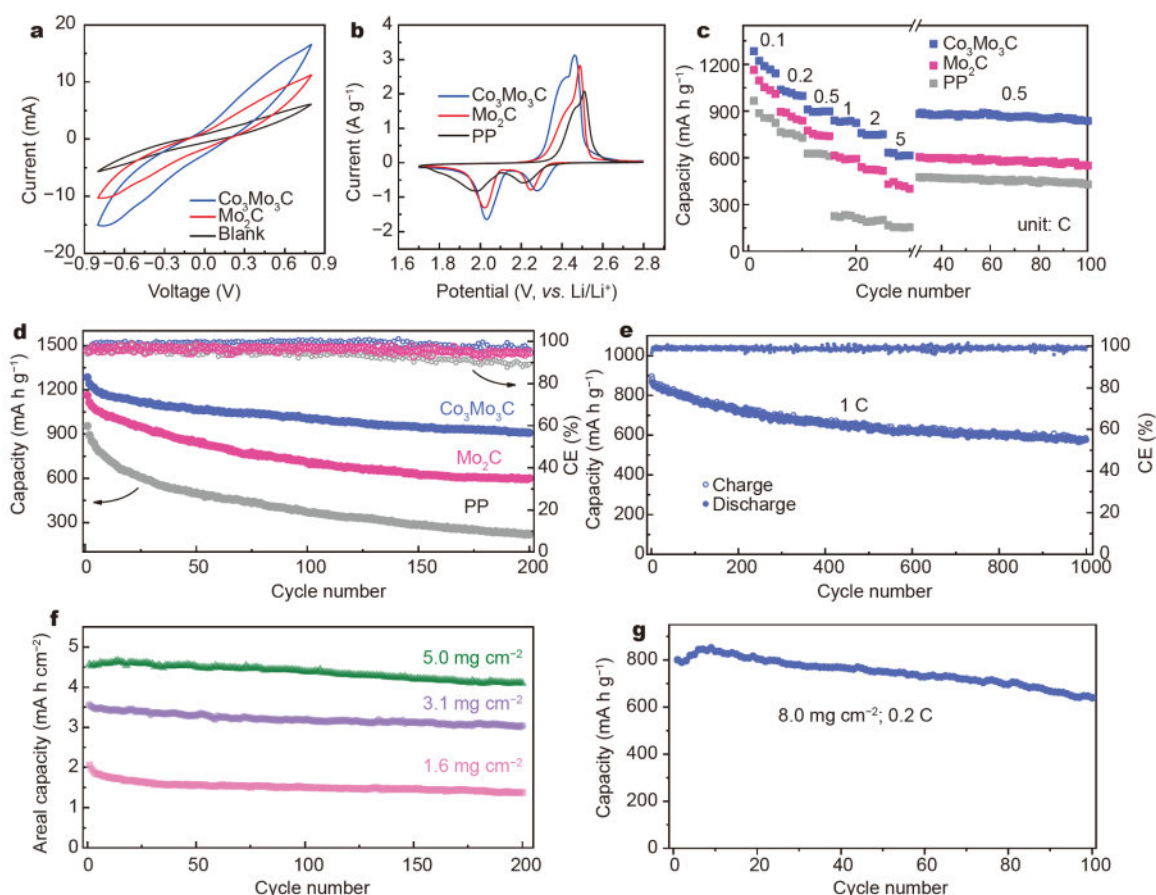 a
20
10
0
−10
−20
Current (mA)
Co₃Mo₃C
Mo₂C
Blank
−0.9 −0.6 −0.3 0.0 0.3 0.6 0.9
Voltage (V)
b
4
3
2
1
0
−1
−2
Current (A g⁻¹)
Co₃Mo₃C
Mo₂C
PP
1.6 1.8 2.0 2.2 2.4 2.6 2.8
Potential (V, vs. Li/Li⁺)
c
1200
900
600
300
0
Capacity (mA h g⁻¹)
0.1
0.2
0.5
1
2
5
0.5
Co₃Mo₃C
Mo₂C
PP
unit: C
0 10 20 40 60 80 100
Cycle number
d
1500
1200
900
600
300
Capacity (mA h g⁻¹)
Co₃Mo₃C
Mo₂C
PP
100
80
60
40
20
0
CE (%)
0 50 100 150 200
Cycle number
e
1000
800
600
400
200
0
Capacity (mA h g⁻¹)
1 C
Charge
Discharge
100
80
60
40
20
0
CE (%)
0 200 400 600 800 1000
Cycle number
f
5
4
3
2
1
0
Areal capacity (mA h cm⁻²)
5.0 mg cm⁻²
3.1 mg cm⁻²
1.6 mg cm⁻²
0 50 100 150 200
Cycle number
g
800
600
400
200
0
Capacity (mA h g⁻¹)
8.0 mg cm⁻²; 0.2 C
0 20 40 60 80 100
Cycle number